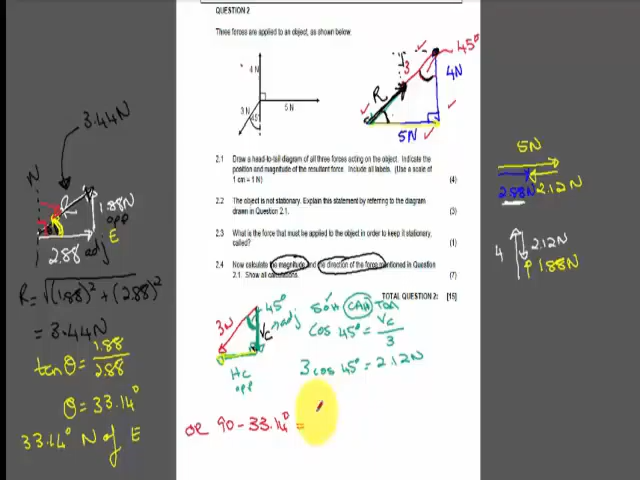 QUESTION 2
Three forces are applied to an object, as shown below.
4 N
3 N
45°
5 N
R
3
45°
4N
5N
2.1 Draw a head-to-tail diagram of all three forces acting on the object. Indicate the position and magnitude of the resultant force. Include all labels. (Use a scale of 1 cm = 1 N) (4)
2.2 The object is not stationary. Explain this statement by referring to the diagram drawn in Question 2.1. (3)
2.3 What is the force that must be applied to the object in order to keep it stationary, called? (1)
2.4 Now calculate the magnitude and the direction of the force mentioned in Question 2.1. Show all calculations. (7)
TOTAL QUESTION 2: [15]
3.44N
N
R
1.88N
opp
E
2.88 adj
R = √(1.88)² + (2.88)²
= 3.44N
tan θ = 1.88/2.88
θ = 33.14°
33.14° N of E
3N
45°
adj
Vc
Hc
opp
SOH CAH TOA
cos 45° = Vc/3
3 cos 45° = 2.12N
OR 90 - 33.14° =
5N
2.88N 2.12N
4
2.12N
1.88N